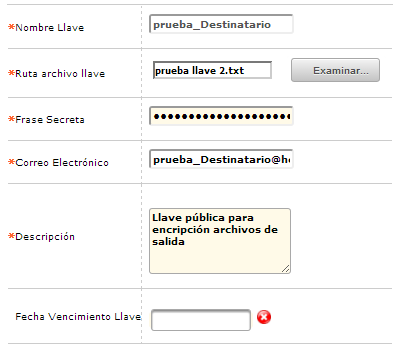 *Nombre Llave prueba_Destinatario
*Ruta archivo llave prueba llave 2.txt Examinar...
*Frase Secreta ••••••••••••••••••••
*Correo Electrónico prueba_Destinatario@h
*Descripción Llave pública para
encripción archivos de
salida
Fecha Vencimiento Llave